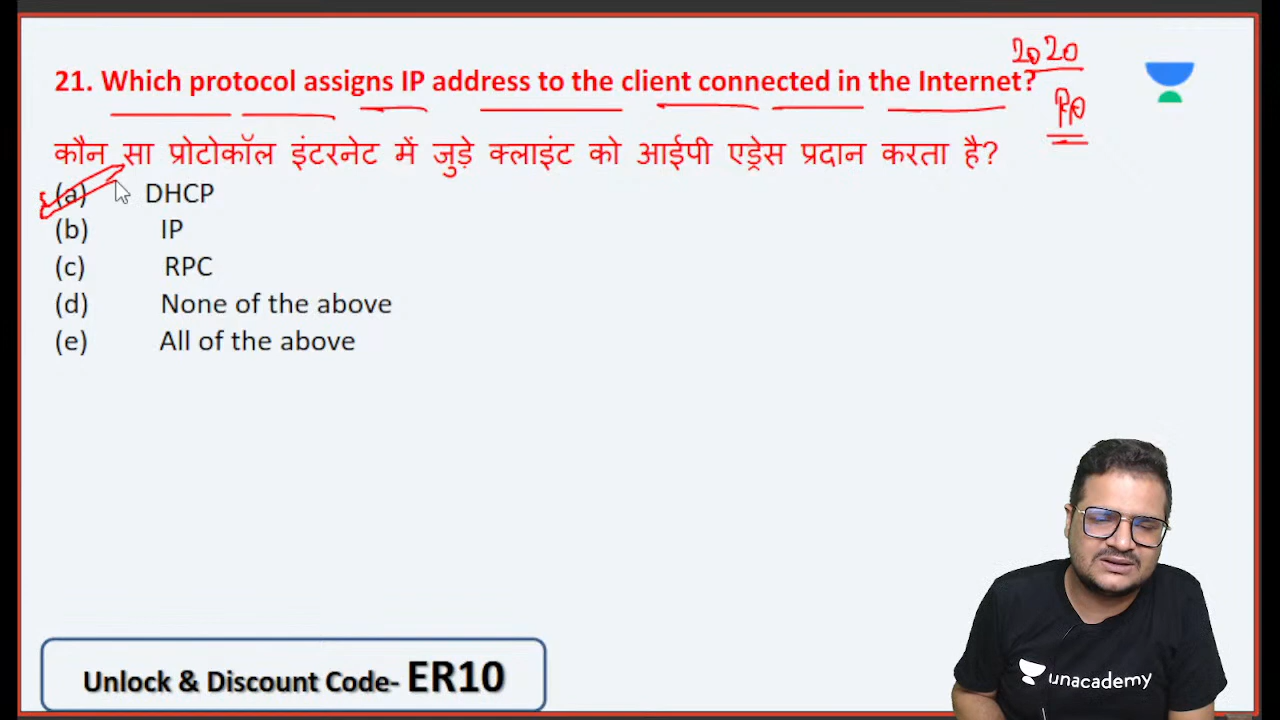 2020
21. Which protocol assigns IP address to the client connected in the Internet?
PO
कौन सा प्रोटोकॉल इंटरनेट में जुड़े क्लाइंट को आईपी एड्रेस प्रदान करता है?
(a) DHCP
(b) IP
(c) RPC
(d) None of the above
(e) All of the above
unacademy
Unlock & Discount Code- ER10